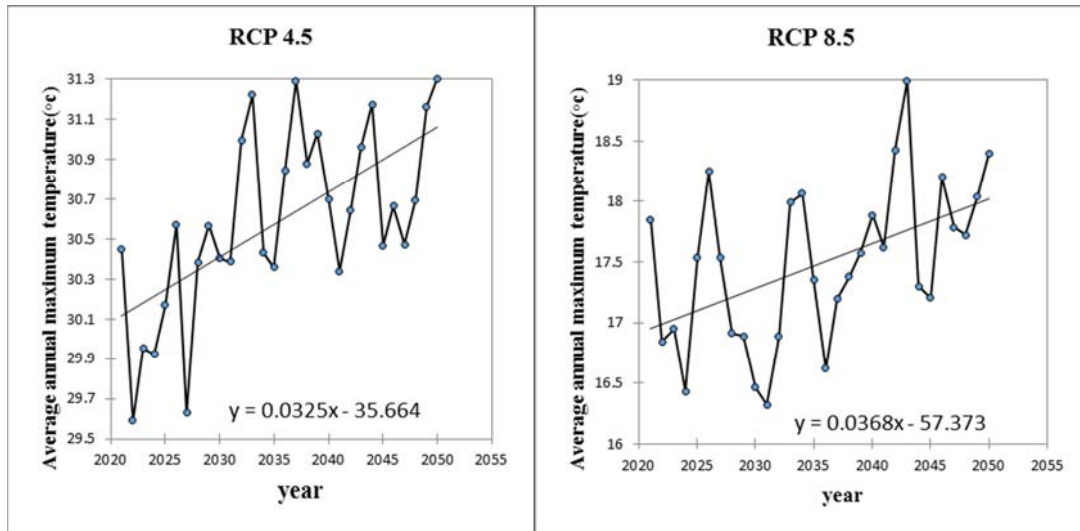 RCP 4.5
Average annual maximum temperature(°c)
31.3
31.1
30.9
30.7
30.5
30.3
30.1
29.9
29.7
29.5
y = 0.0325x - 35.664
2020 2025 2030 2035 2040 2045 2050 2055
year
RCP 8.5
Average annual maximum temperature(°c)
19
18.5
18
17.5
17
16.5
16
y = 0.0368x - 57.373
2020 2025 2030 2035 2040 2045 2050 2055
year